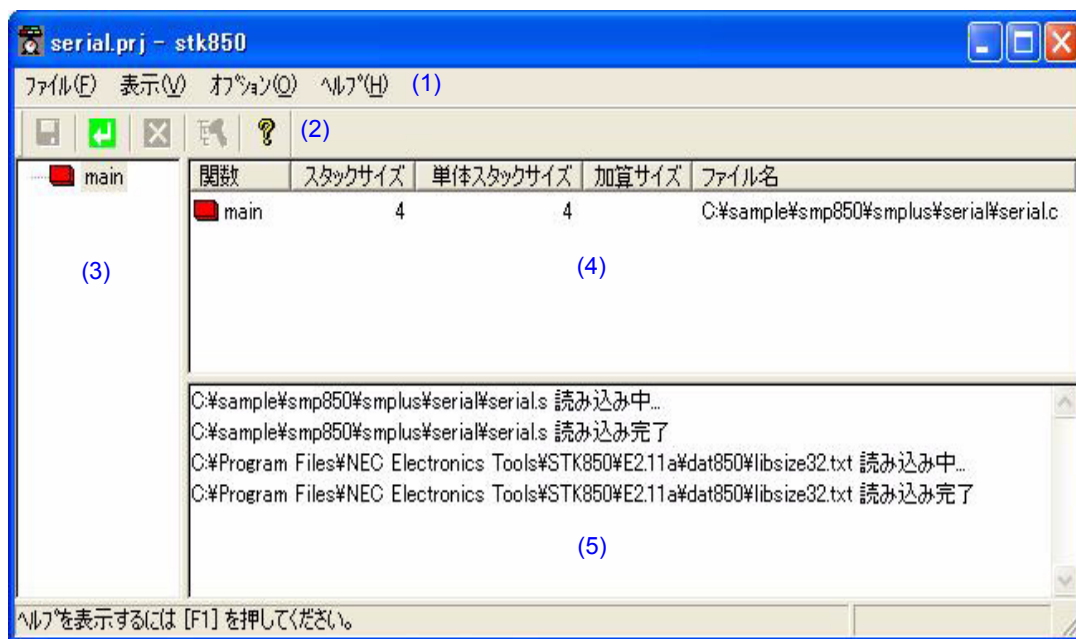 serial.prj - stk850
ﾌｧｲﾙ(F) 表示(V) ｵﾌﾟｼｮﾝ(O) ﾍﾙﾌﾟ(H) (1)
(2)
main
(3)
関数 スタックサイズ 単体スタックサイズ 加算サイズ ファイル名
main 4 4 C:¥sample¥smp850¥smplus¥serial¥serial.c
(4)
C:¥sample¥smp850¥smplus¥serial¥serial.s 読み込み中...
C:¥sample¥smp850¥smplus¥serial¥serial.s 読み込み完了
C:¥Program Files¥NEC Electronics Tools¥STK850¥E2.11a¥dat850¥libsize32.txt 読み込み中...
C:¥Program Files¥NEC Electronics Tools¥STK850¥E2.11a¥dat850¥libsize32.txt 読み込み完了
(5)
ﾍﾙﾌﾟを表示するには [F1] を押してください。